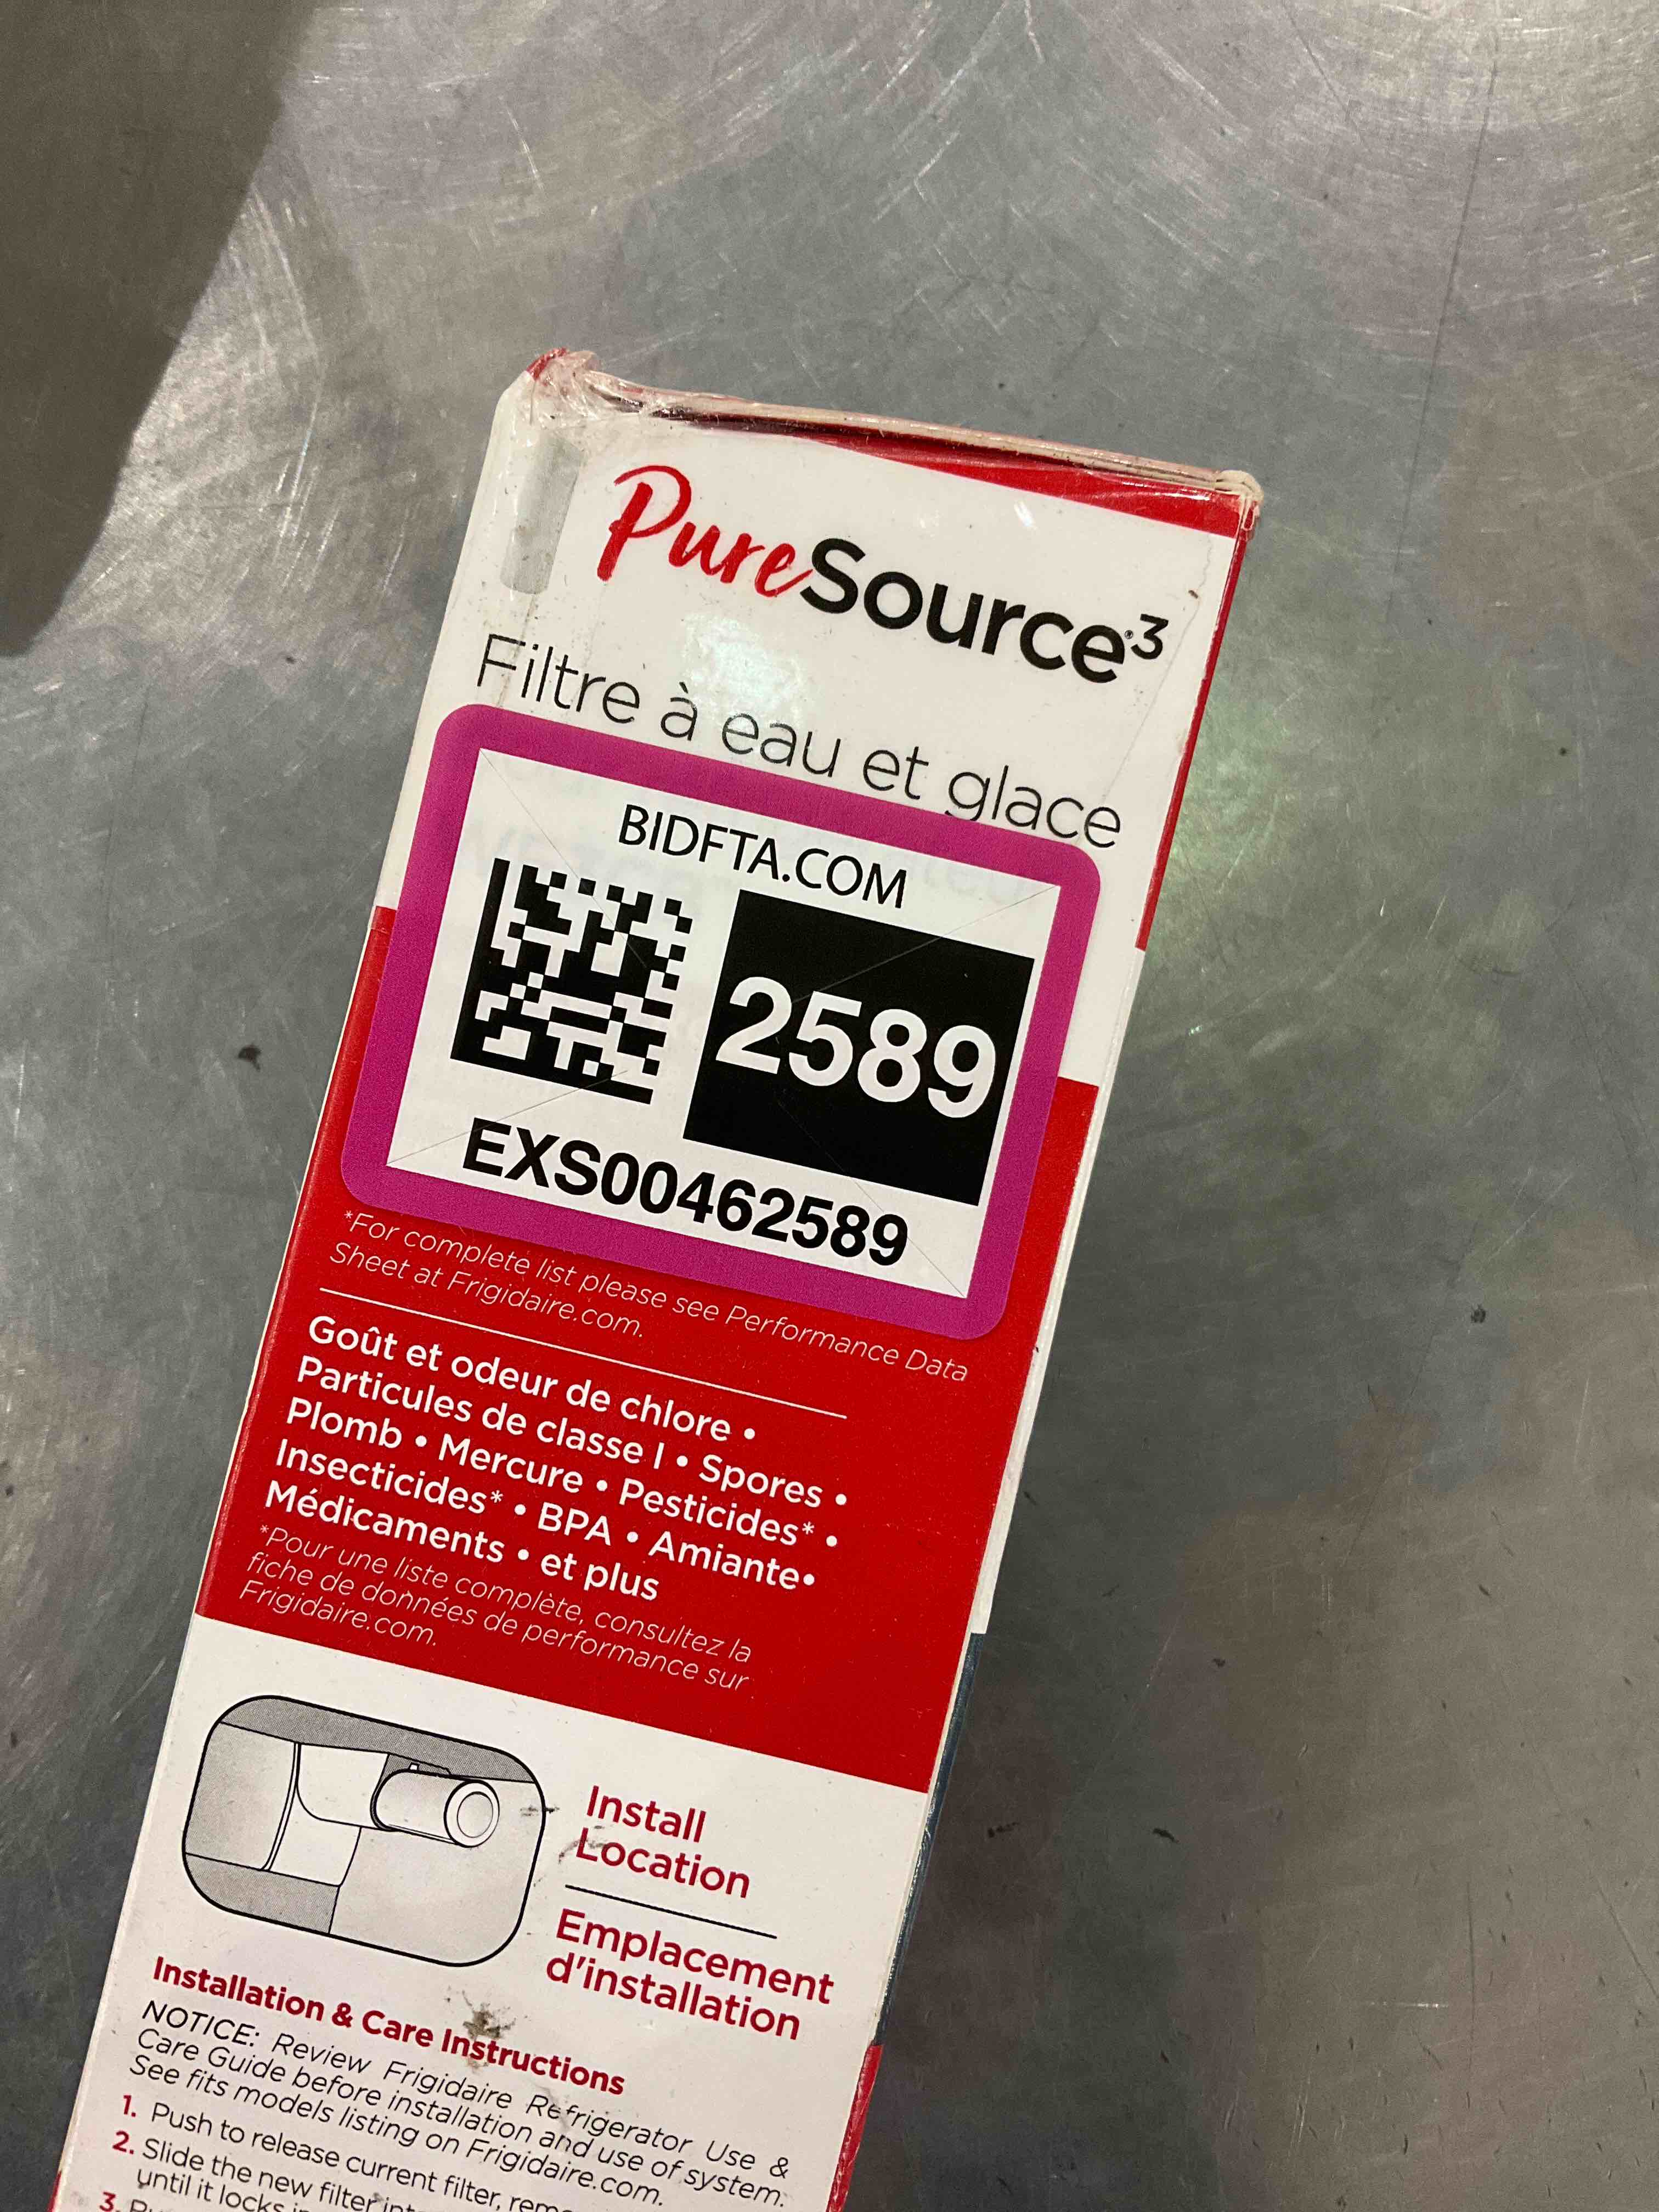 PureSource®3
Filtre à eau et glace
BIDFTA.COM
2589
EXS00462589
*For complete list please see Performance Data
Sheet at Frigidaire.com.
Goût et odeur de chlore •
Particules de classe I • Spores •
Plomb • Mercure • Pesticides* •
Insecticides* • BPA • Amiante•
Médicaments • et plus
*Pour une liste complète, consultez la
fiche de données de performance sur
Frigidaire.com.
Install
Location
Emplacement
d'installation
Installation & Care Instructions
NOTICE: Review Frigidaire Refrigerator Use &
Care Guide before installation and use of system.
See fits models listing on Frigidaire.com.
1. Push to release current filter,
2. Slide the new filter
until it locks
3.